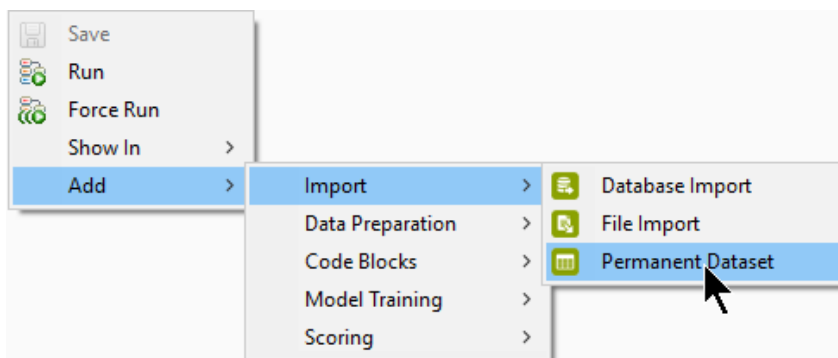 Save
Run
Force Run
Show In
Add
Import
Data Preparation
Code Blocks
Model Training
Scoring
Database Import
File Import
Permanent Dataset